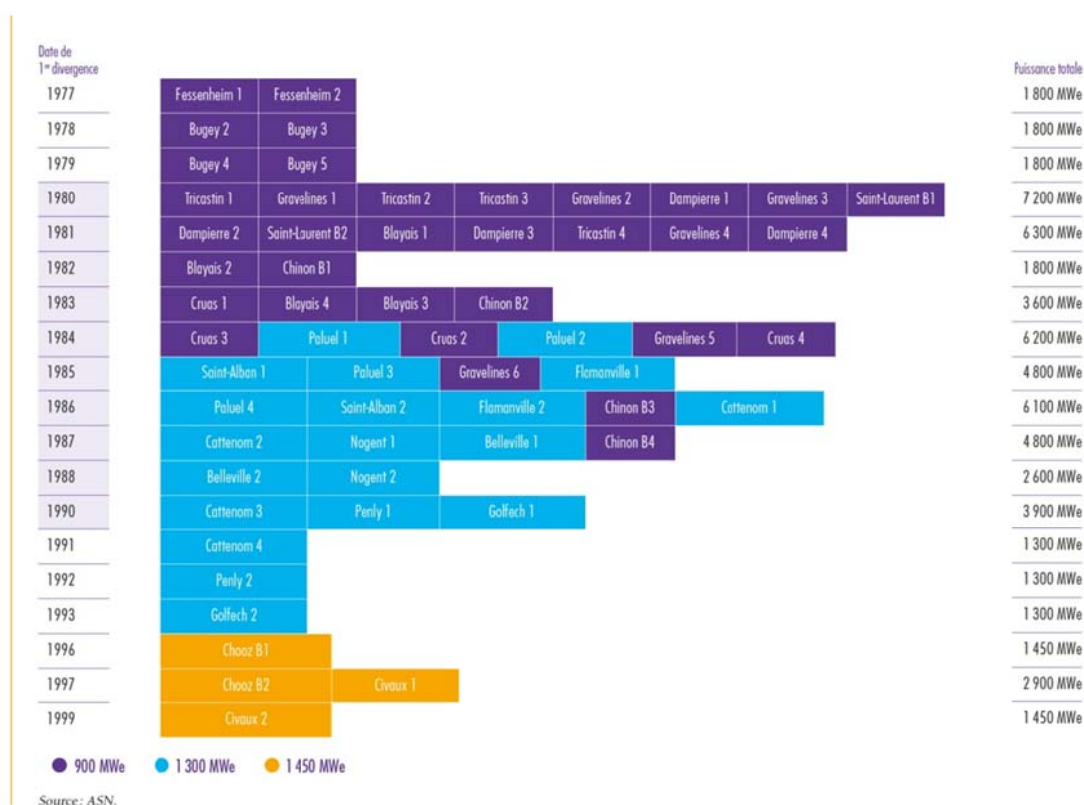 Date de
1re divergence
Puissance totale
1977 Fessenheim 1 Fessenheim 2 1 800 MWe
1978 Bugey 2 Bugey 3 1 800 MWe
1979 Bugey 4 Bugey 5 1 800 MWe
1980 Tricastin 1 Gravelines 1 Tricastin 2 Tricastin 3 Gravelines 2 Dampierre 1 Gravelines 3 Saint-Laurent B1 7 200 MWe
1981 Dampierre 2 Saint-Laurent B2 Blayais 1 Dampierre 3 Tricastin 4 Gravelines 4 Dampierre 4 6 300 MWe
1982 Blayais 2 Chinon B1 1 800 MWe
1983 Cruas 1 Blayais 4 Blayais 3 Chinon B2 3 600 MWe
1984 Cruas 3 Paluel 1 Cruas 2 Paluel 2 Gravelines 5 Cruas 4 6 200 MWe
1985 Saint-Alban 1 Paluel 3 Gravelines 6 Flamanville 1 4 800 MWe
1986 Paluel 4 Saint-Alban 2 Flamanville 2 Chinon B3 Cattenom 1 6 100 MWe
1987 Cattenom 2 Nogent 1 Belleville 1 Chinon B4 4 800 MWe
1988 Belleville 2 Nogent 2 2 600 MWe
1990 Cattenom 3 Penly 1 Golfech 1 3 900 MWe
1991 Cattenom 4 1 300 MWe
1992 Penly 2 1 300 MWe
1993 Golfech 2 1 300 MWe
1996 Chooz B1 1 450 MWe
1997 Chooz B2 Civaux 1 2 900 MWe
1999 Civaux 2 1 450 MWe
900 MWe 1 300 MWe 1 450 MWe
Source: ASN.